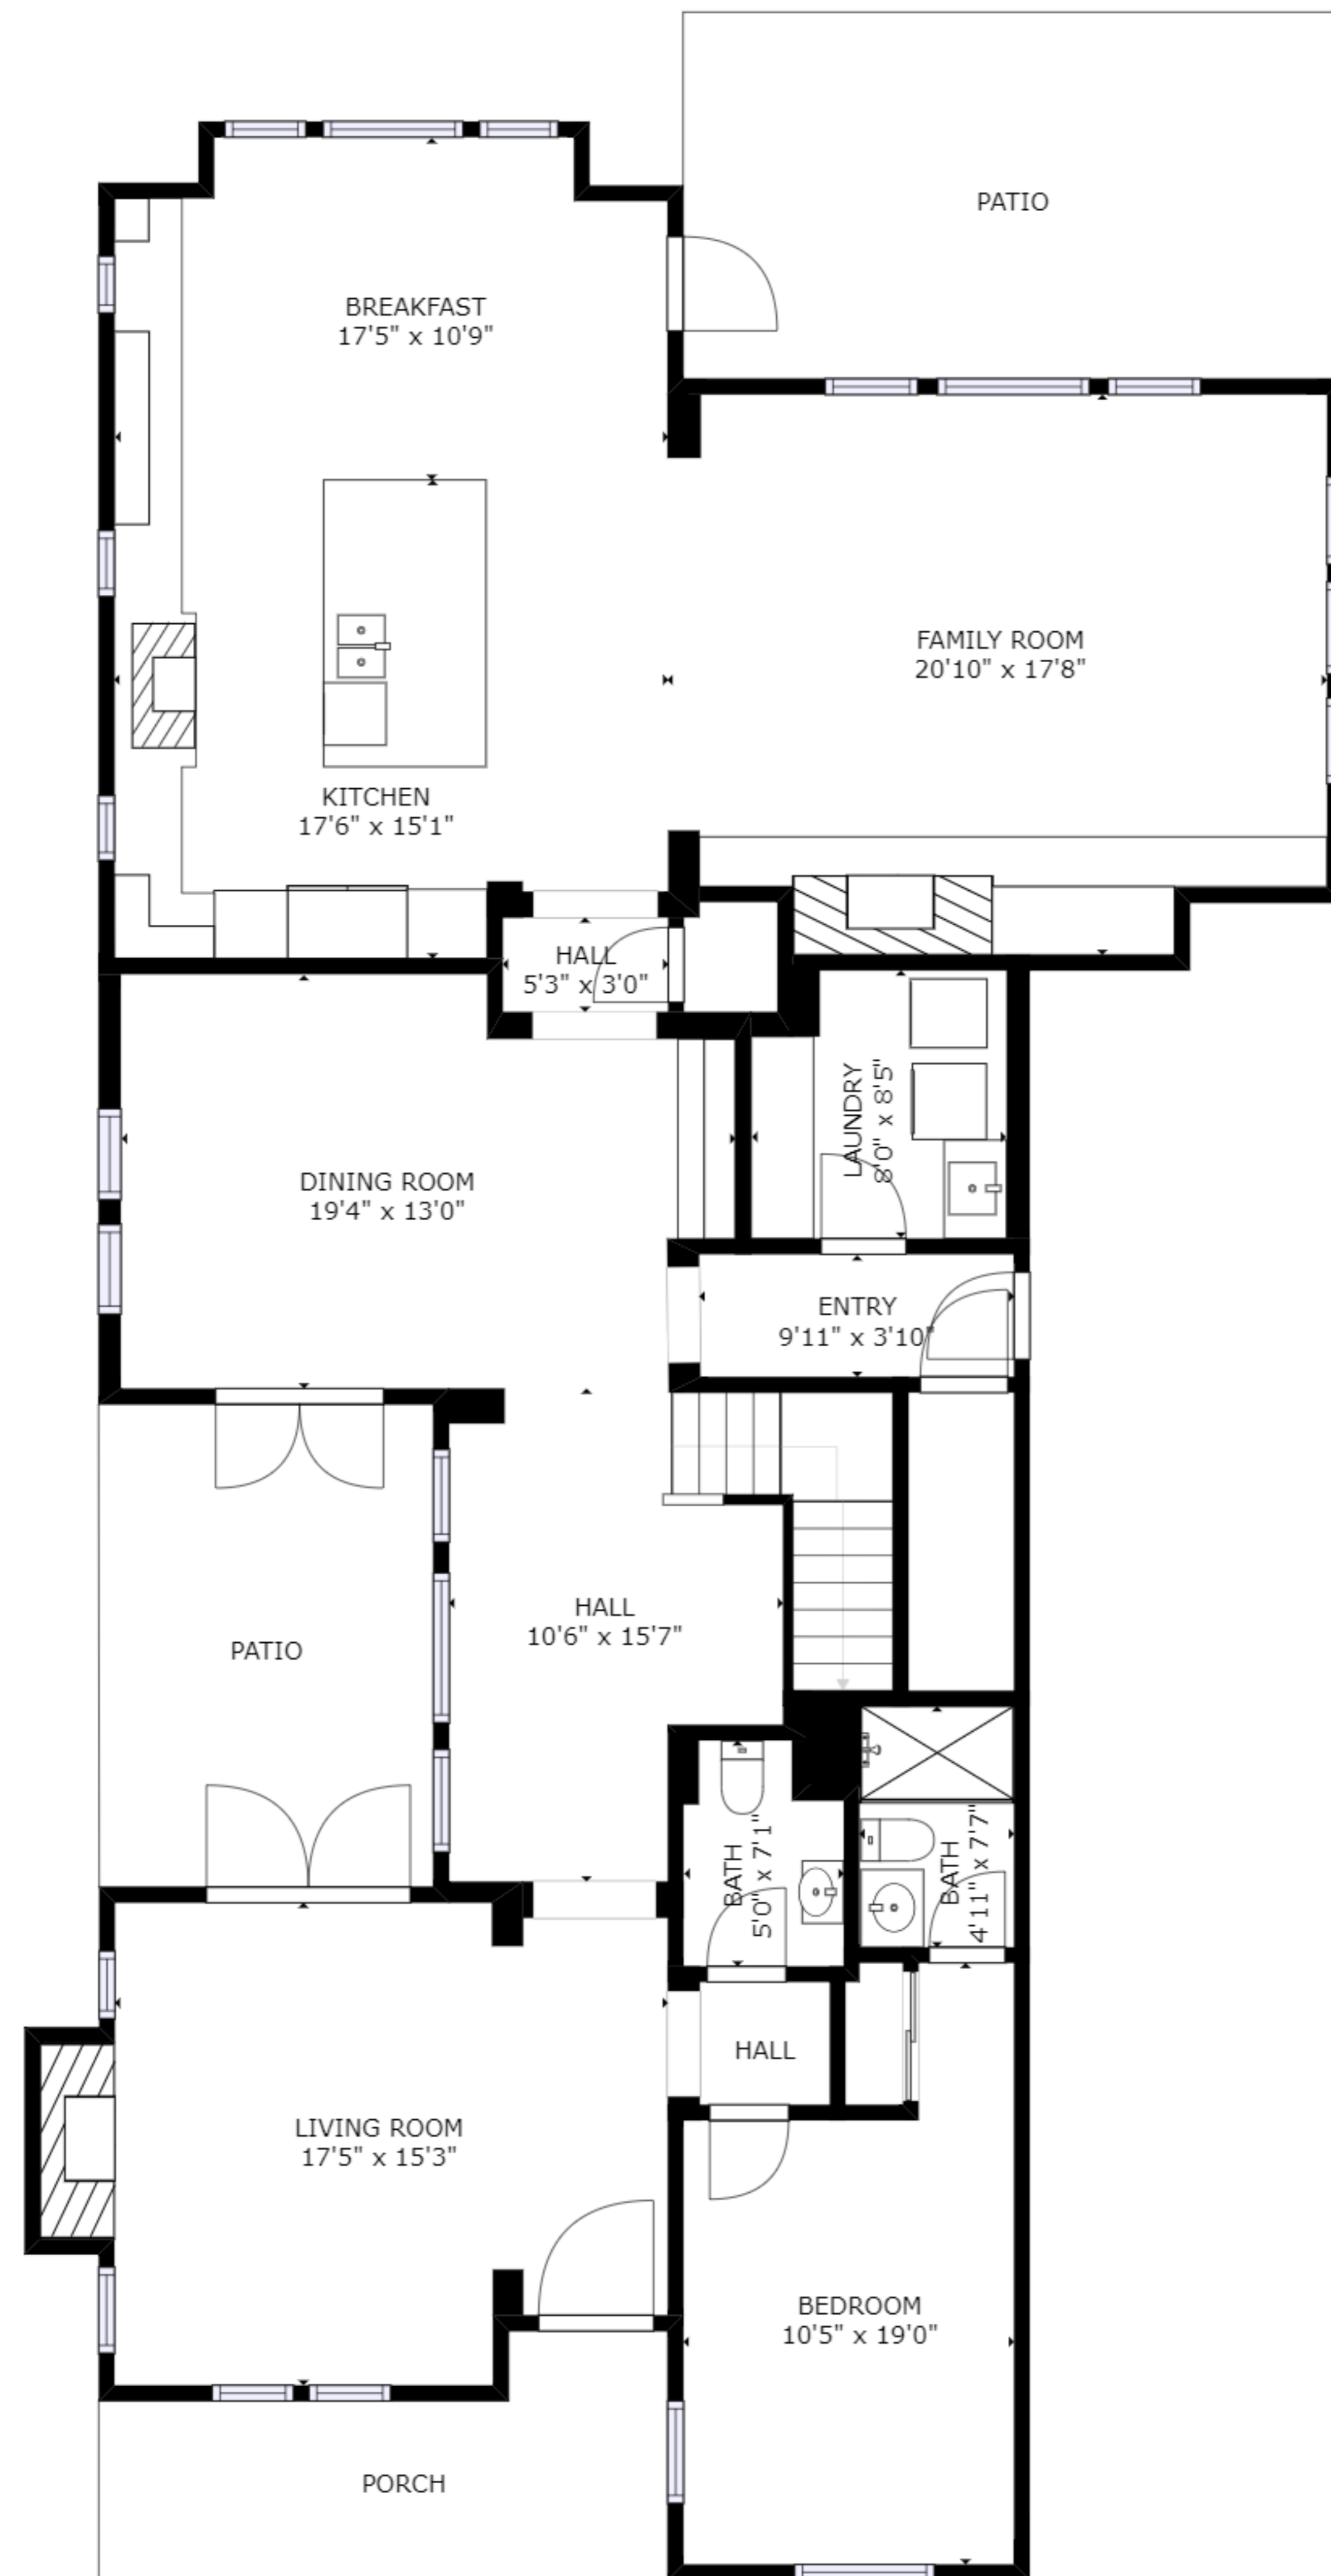 PATIO
BREAKFAST
17'5" x 10'9"
FAMILY ROOM
20'10" x 17'8"
KITCHEN
17'6" x 15'1"
HALL
5'3" x 3'0"
LAUNDRY
8'0" x 8'5"
DINING ROOM
19'4" x 13'0"
ENTRY
9'11" x 3'10"
HALL
10'6" x 15'7"
PATIO
BATH
5'0" x 7'1"
BATH
4'11" x 7'7"
HALL
LIVING ROOM
17'5" x 15'3"
BEDROOM
10'5" x 19'0"
PORCH